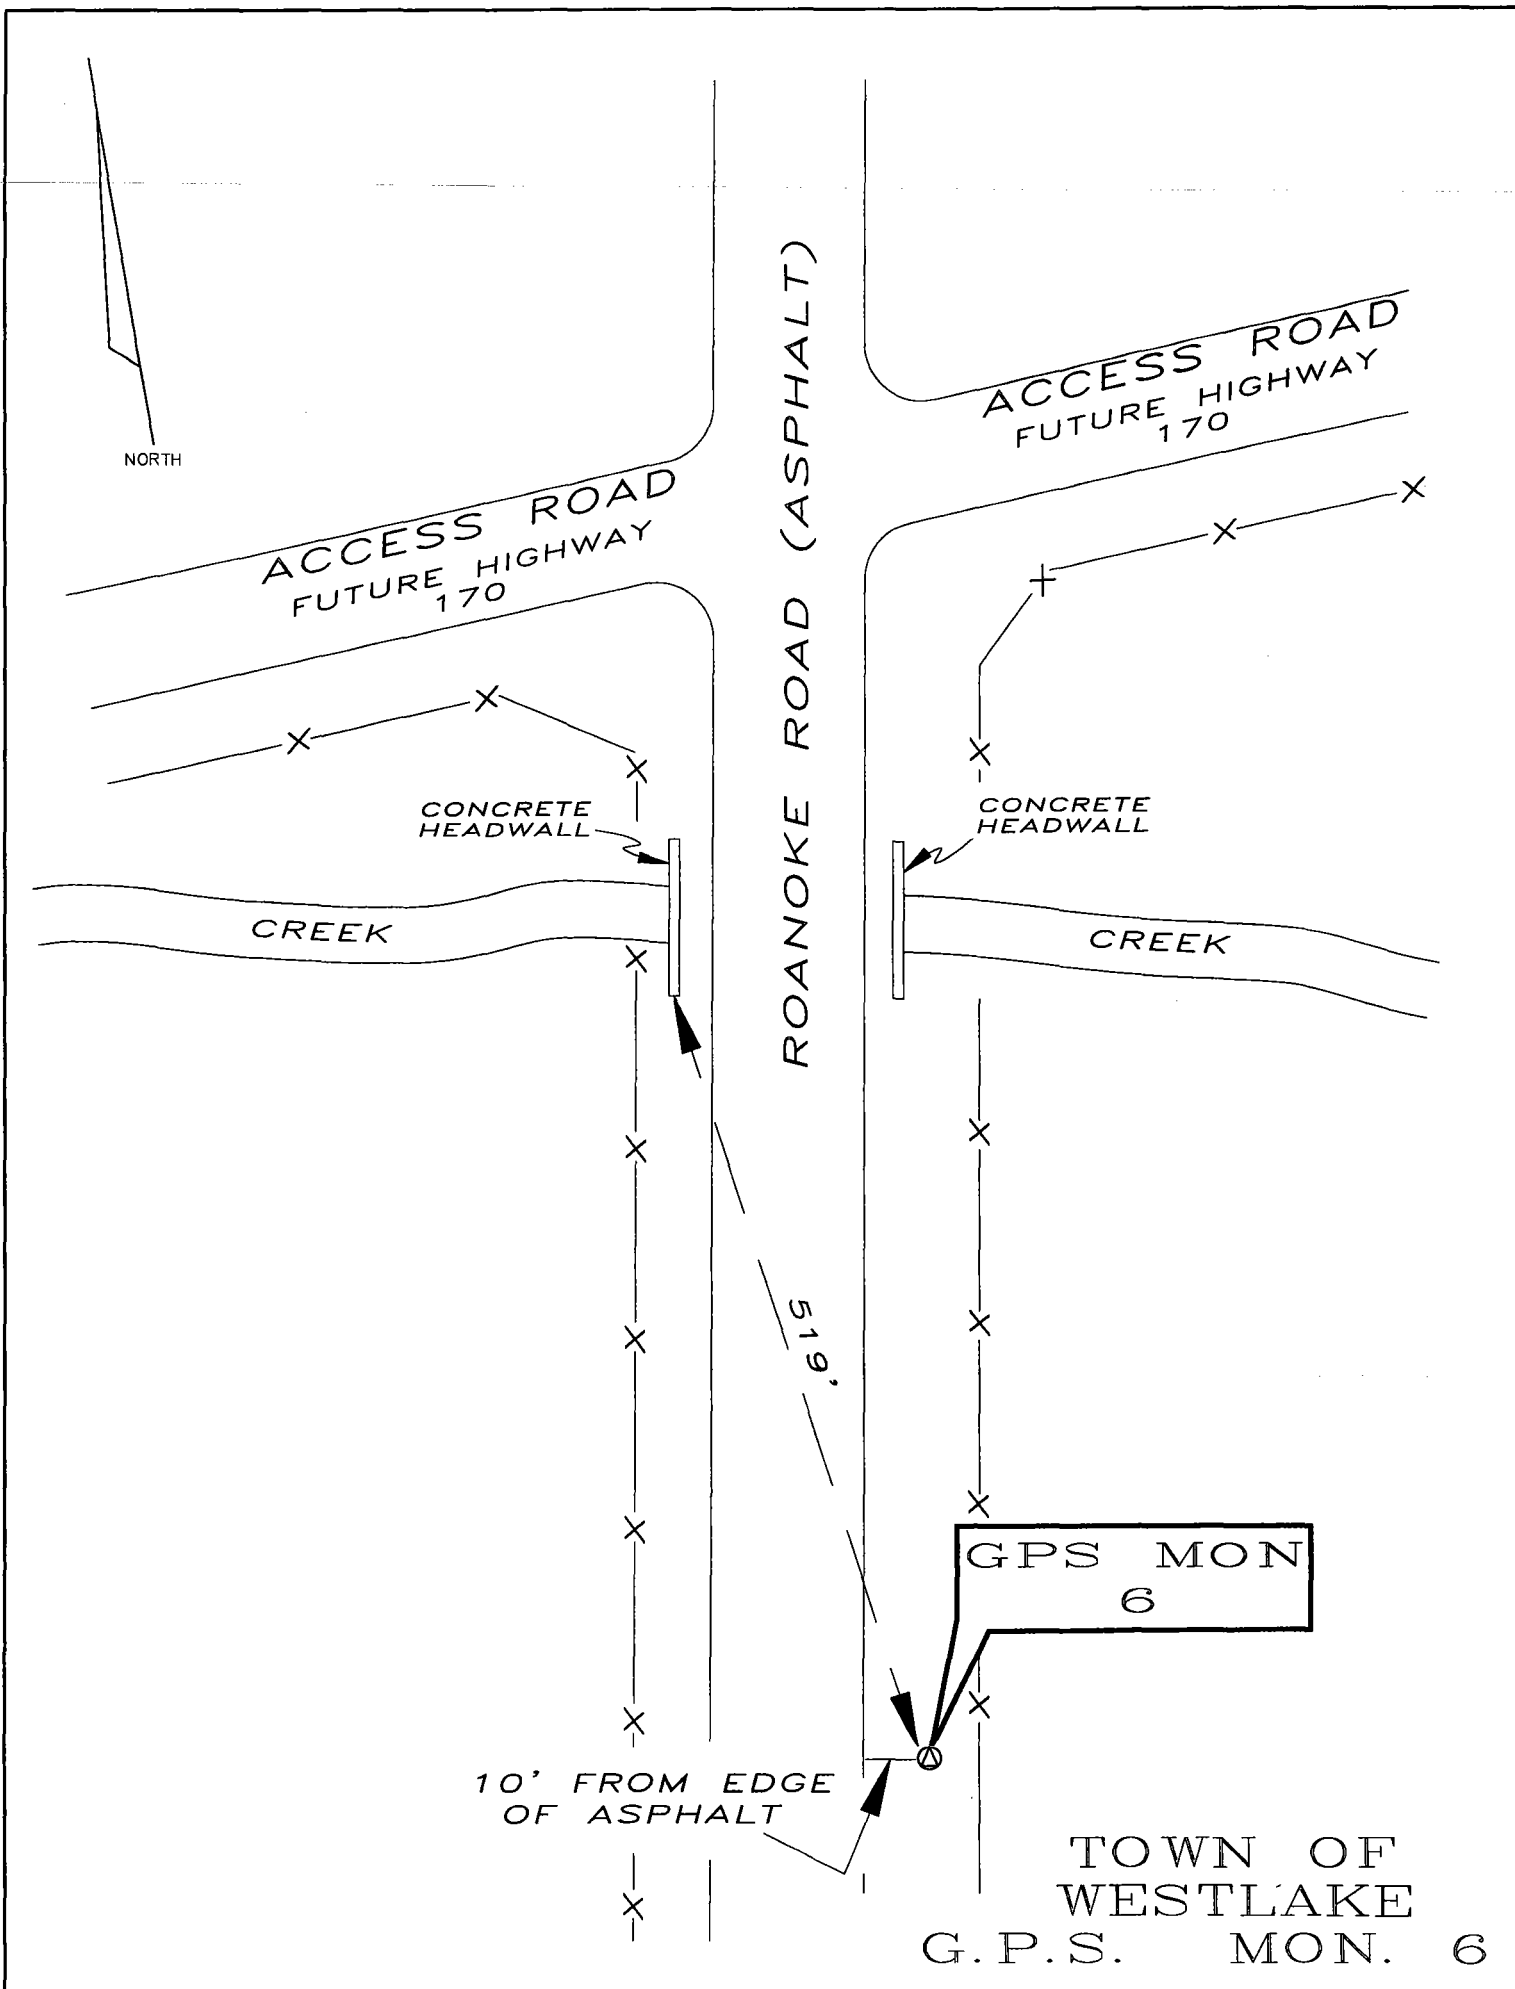 NORTH
ACCESS ROAD
FUTURE HIGHWAY
170
ACCESS ROAD
FUTURE HIGHWAY
170
ROANOKE ROAD (ASPHALT)
CONCRETE
HEADWALL
CONCRETE
HEADWALL
CREEK
CREEK
519'
GPS MON
6
10' FROM EDGE
OF ASPHALT
TOWN OF
WESTLAKE
G.P.S. MON. 6